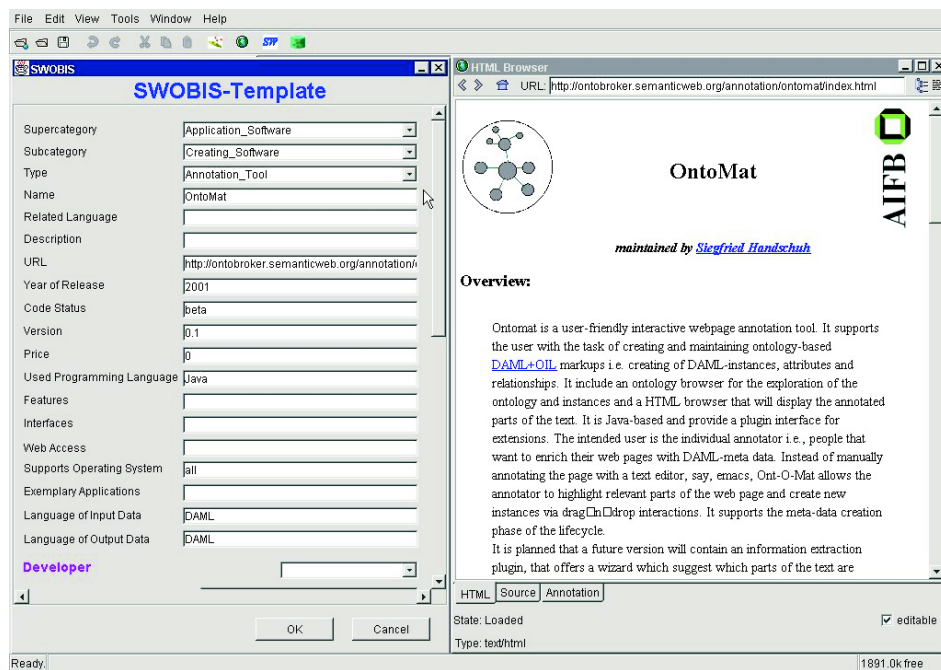 File Edit View Tools Window Help
STP
SWOBIS
SWOBIS-Template
Supercategory Application_Software
Subcategory Creating_Software
Type Annotation_Tool
Name OntoMat
Related Language
Description
URL http://ontobroker.semanticweb.org/annotation/
Year of Release 2001
Code Status beta
Version 0.1
Price 0
Used Programming Language Java
Features
Interfaces
Web Access
Supports Operating System all
Exemplary Applications
Language of Input Data DAML
Language of Output Data DAML
Developer
OK Cancel
Ready.
HTML Browser
URL: http://ontobroker.semanticweb.org/annotation/ontomat/index.html
OntoMat
AIFB
maintained by Siegfried Handschuh
Overview:
Ontomat is a user-friendly interactive webpage annotation tool. It supports
the user with the task of creating and maintaining ontology-based
DAML+OIL markups i.e. creating of DAML-instances, attributes and
relationships. It include an ontology browser for the exploration of the
ontology and instances and a HTML browser that will display the annotated
parts of the text. It is Java-based and provide a plugin interface for
extensions. The intended user is the individual annotator i.e., people that
want to enrich their web pages with DAML-meta data. Instead of manually
annotating the page with a text editor, say, emacs, Ont-O-Mat allows the
annotator to highlight relevant parts of the web page and create new
instances via drag□n□drop interactions. It supports the meta-data creation
phase of the lifecycle.
It is planned that a future version will contain an information extraction
plugin, that offers a wizard which suggest which parts of the text are
HTML Source Annotation
State: Loaded editable
Type: text/html
1891.0k free